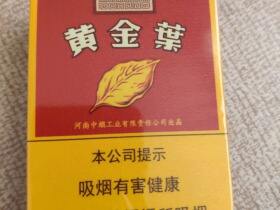 黄金葉
河南中烟工业有限责任公司出品
本公司提示
吸烟有害健康